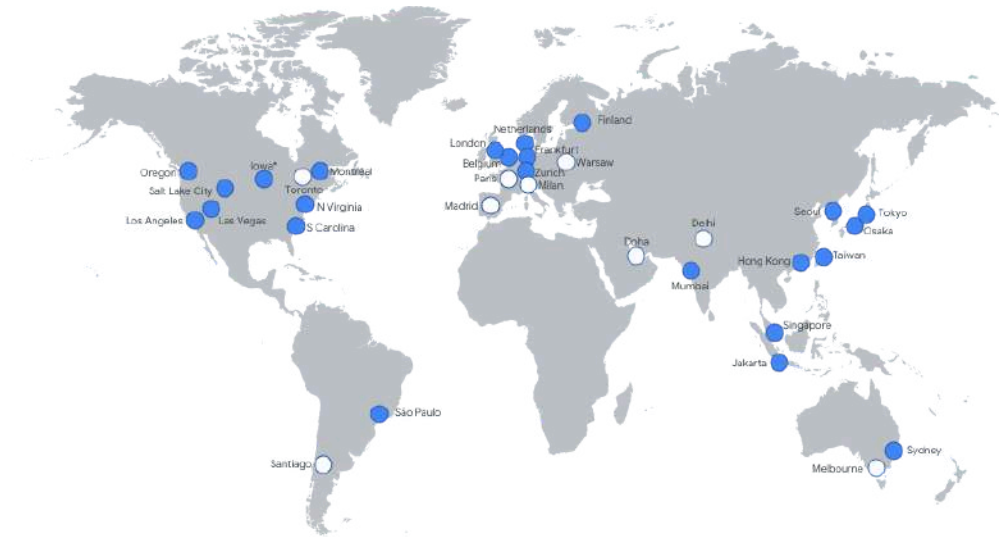 Finland
Netherlands
London
Frankfurt
Belgium
Warsaw
Iowa*
Oregon
Montréal
Zurich
Paris
Milan
Salt Lake City
Toronto
Madrid
N Virginia
Los Angeles
Las Vegas
S Carolina
Seoul
Tokyo
Osaka
Delhi
Doha
Taiwan
Hong Kong
Mumbai
Singapore
Jakarta
São Paulo
Sydney
Santiago
Melbourne